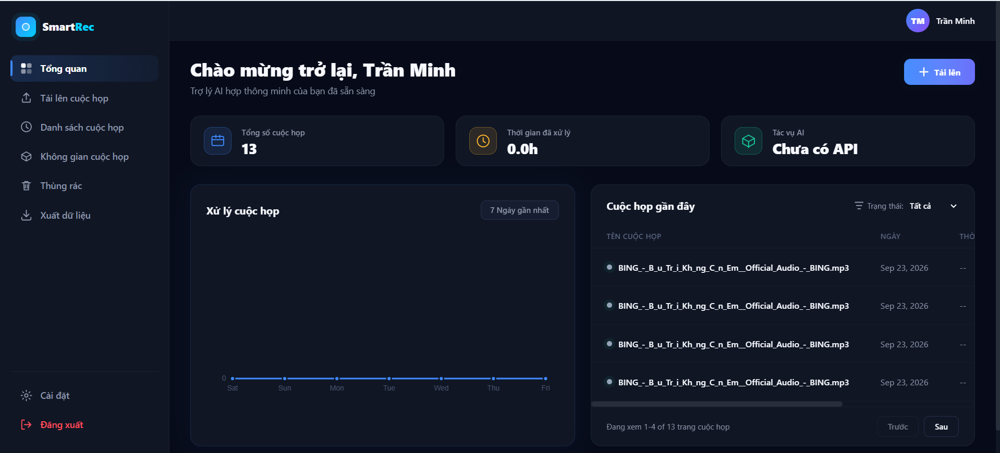 SmartRec
TM Trần Minh
Tổng quan
Tải lên cuộc họp
Danh sách cuộc họp
Không gian cuộc họp
Thùng rác
Xuất dữ liệu
Cài đặt
Đăng xuất
Chào mừng trở lại, Trần Minh
Trợ lý AI họp thông minh của bạn đã sẵn sàng
Tải lên
Tổng số cuộc họp
13
Thời gian đã xử lý
0.0h
Tác vụ AI
Chưa có API
Xử lý cuộc họp
7 Ngày gần nhất
0
Sat Sun Mon Tue Wed Thu Fri
Cuộc họp gần đây
Trạng thái: Tất cả
TÊN CUỘC HỌP NGÀY THỜ
BING_-_B_u_Tr_i_Kh_ng_C_n_Em__Official_Audio_-_BING.mp3 Sep 23, 2026 --
BING_-_B_u_Tr_i_Kh_ng_C_n_Em__Official_Audio_-_BING.mp3 Sep 23, 2026 --
BING_-_B_u_Tr_i_Kh_ng_C_n_Em__Official_Audio_-_BING.mp3 Sep 23, 2026 --
BING_-_B_u_Tr_i_Kh_ng_C_n_Em__Official_Audio_-_BING.mp3 Sep 23, 2026 --
Đang xem 1-4 of 13 trang cuộc họp
Trước
Sau